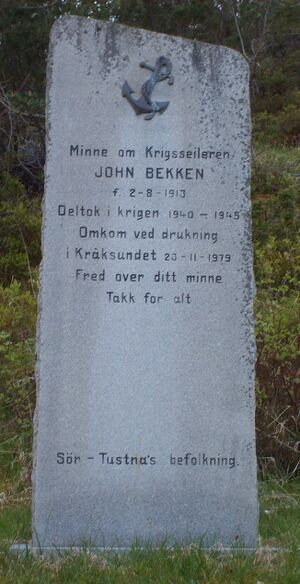 Minne om Krigsseileren
JOHN BEKKEN
f. 2-8-1913
Deltok i krigen 1940 - 1945
Omkom ved drukning
i Kråksundet 23-11-1979
Fred over ditt minne
Takk for alt
Sör - Tustna's befolkning.